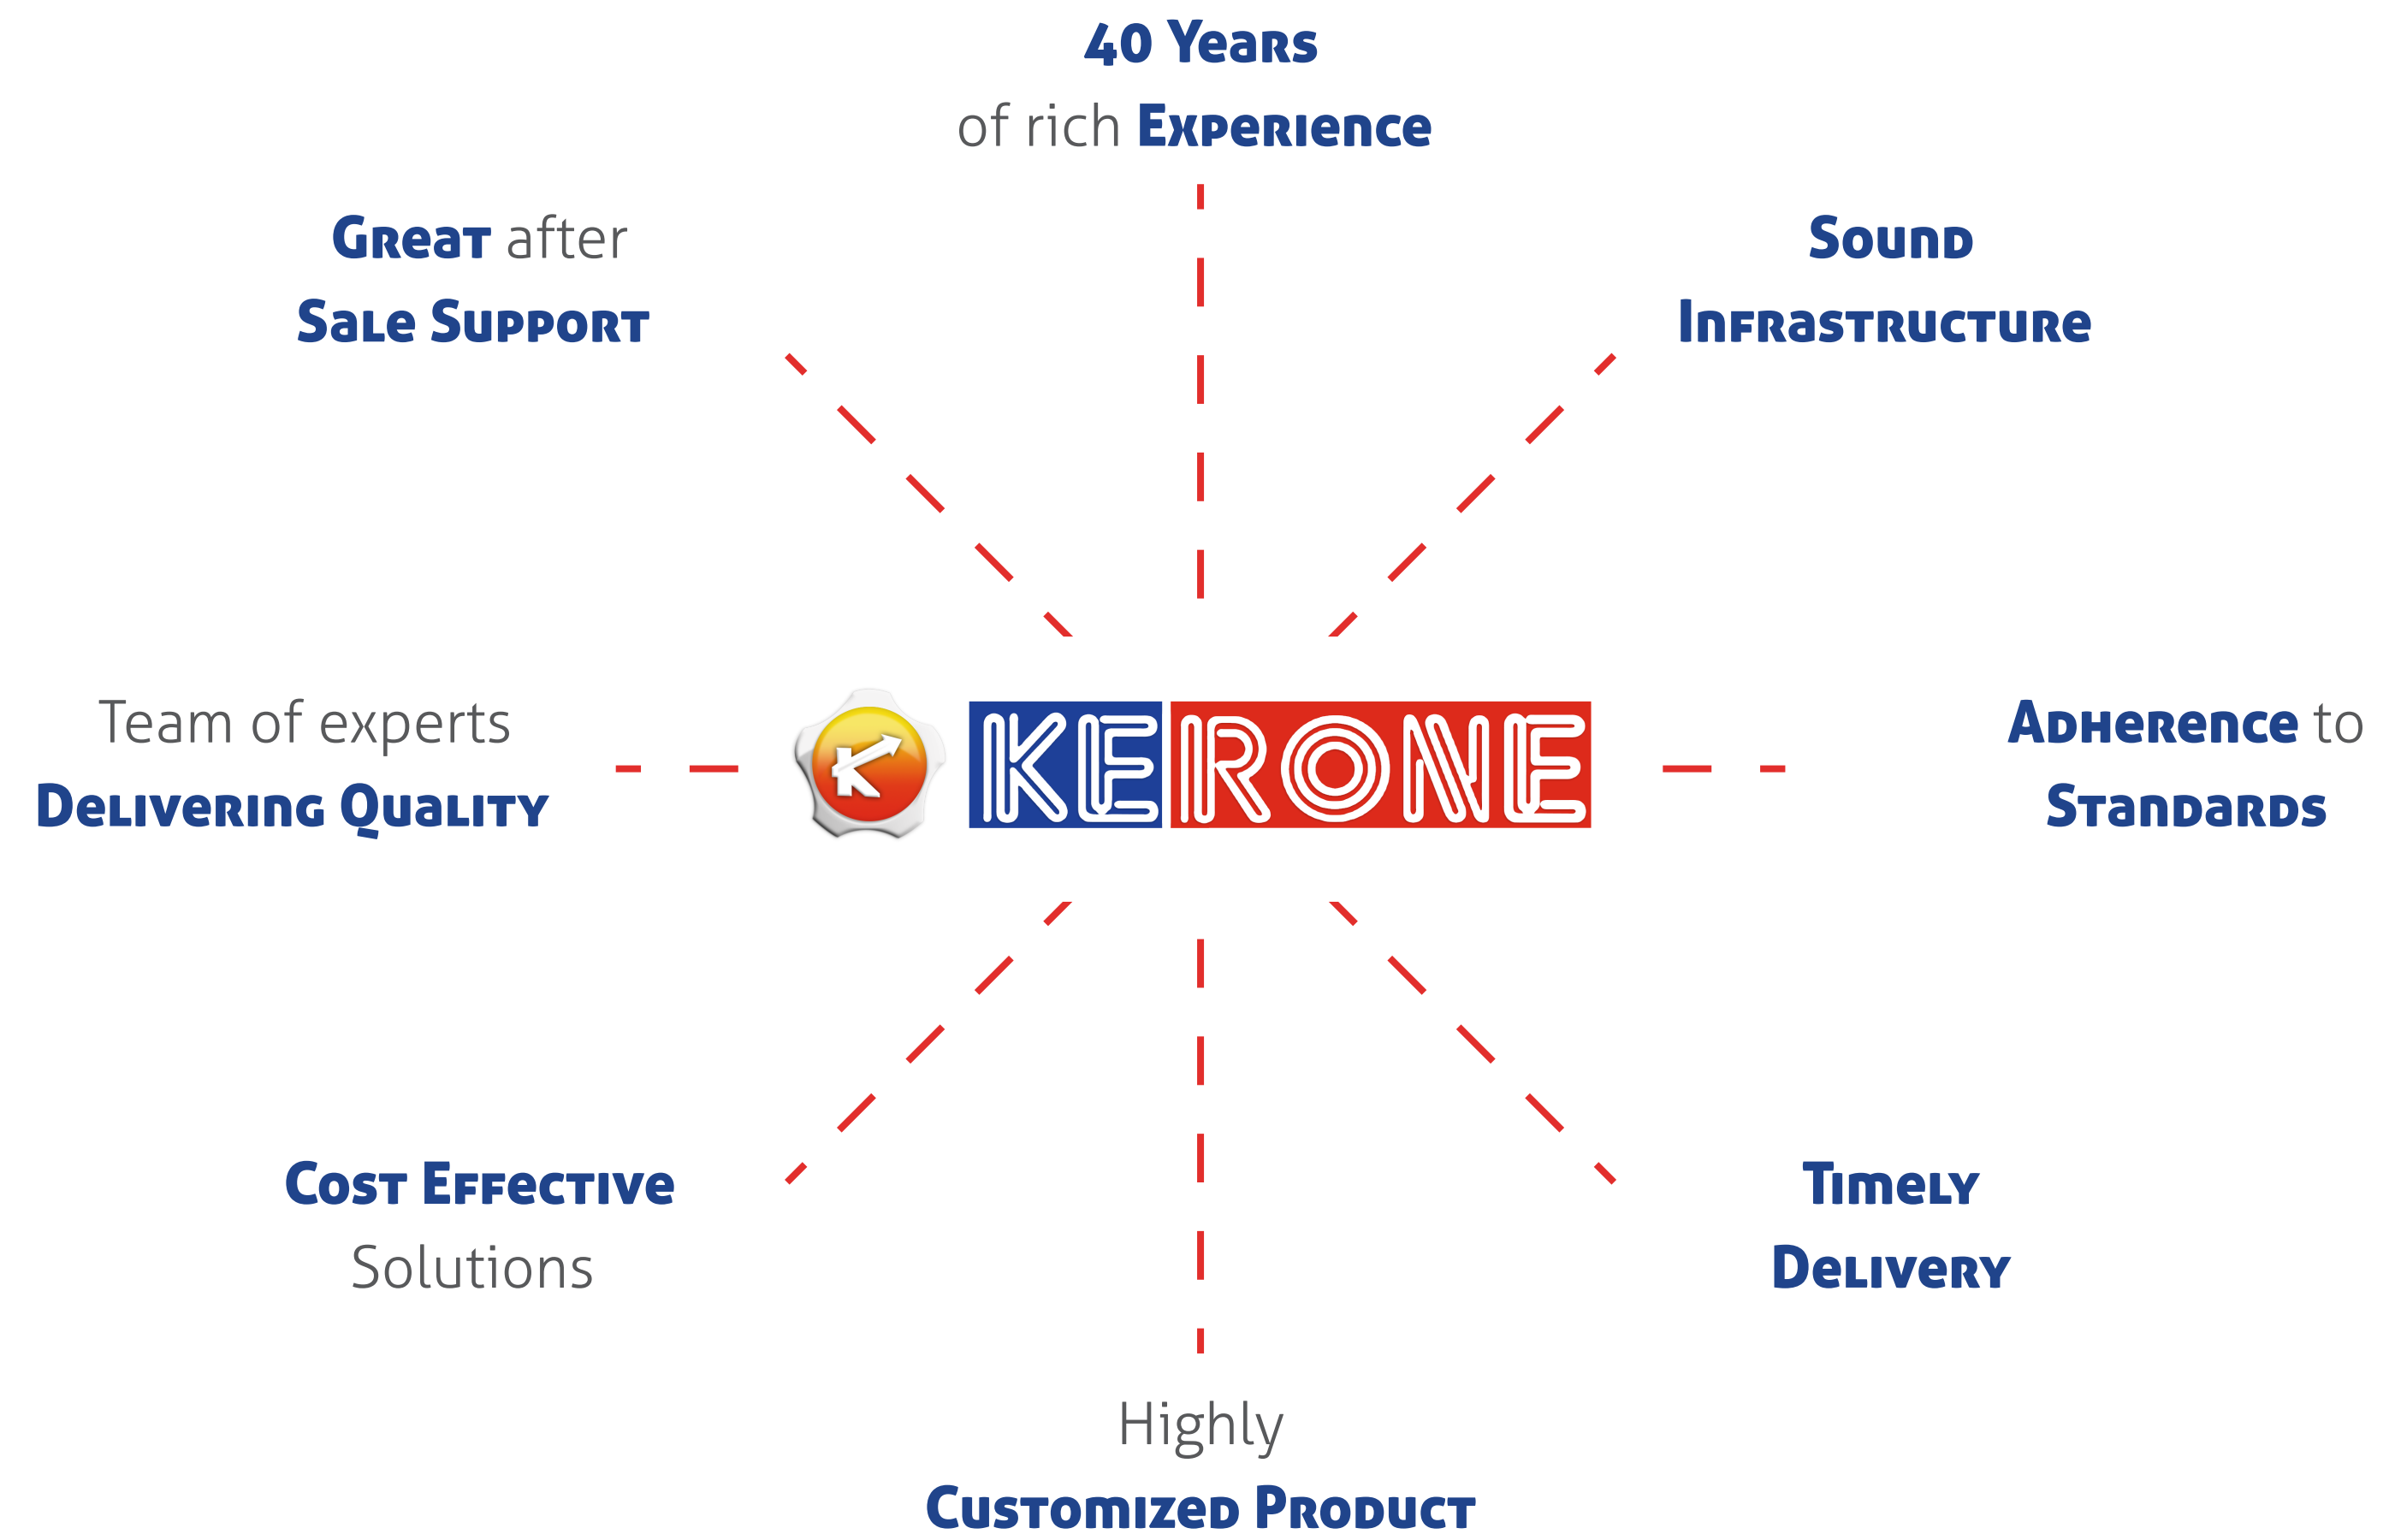 40 Years
of rich Experience
Great after
Sale Support
Sound
Infrastructure
Team of experts
Delivering Quality
KERONE
Adherence to
Standards
Cost Effective
Solutions
Timely
Delivery
Highly
Customized Product